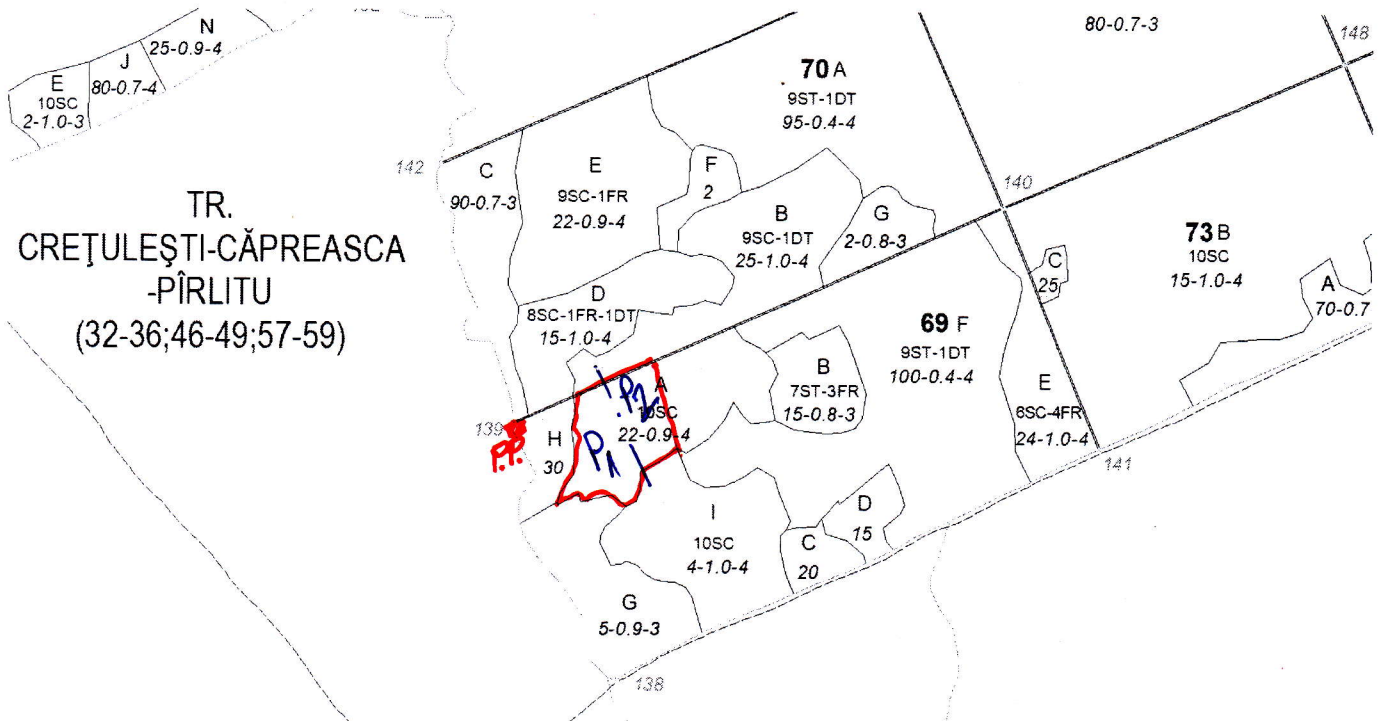 N
25-0.9-4
J
80-0.7-4
E
10SC
2-1.0-3
80-0.7-3
148
70 A
9ST-1DT
95-0.4-4
142
C
90-0.7-3
E
9SC-1FR
22-0.9-4
F
2
B
9SC-1DT
25-1.0-4
G
2-0.8-3
140
TR.
CREŢULEŞTI-CĂPREASCA
-PÎRLITU
(32-36;46-49;57-59)
73 B
10SC
15-1.0-4
C
25
A
70-0.7
D
8SC-1FR-1DT
15-1.0-4
69 F
9ST-1DT
100-0.4-4
B
7ST-3FR
15-0.8-3
E
6SC-4FR
24-1.0-4
A
10SC
22-0.9-4
P2
P1
139
P.P.
H
30
141
I
10SC
4-1.0-4
D
15
C
20
G
5-0.9-3
138